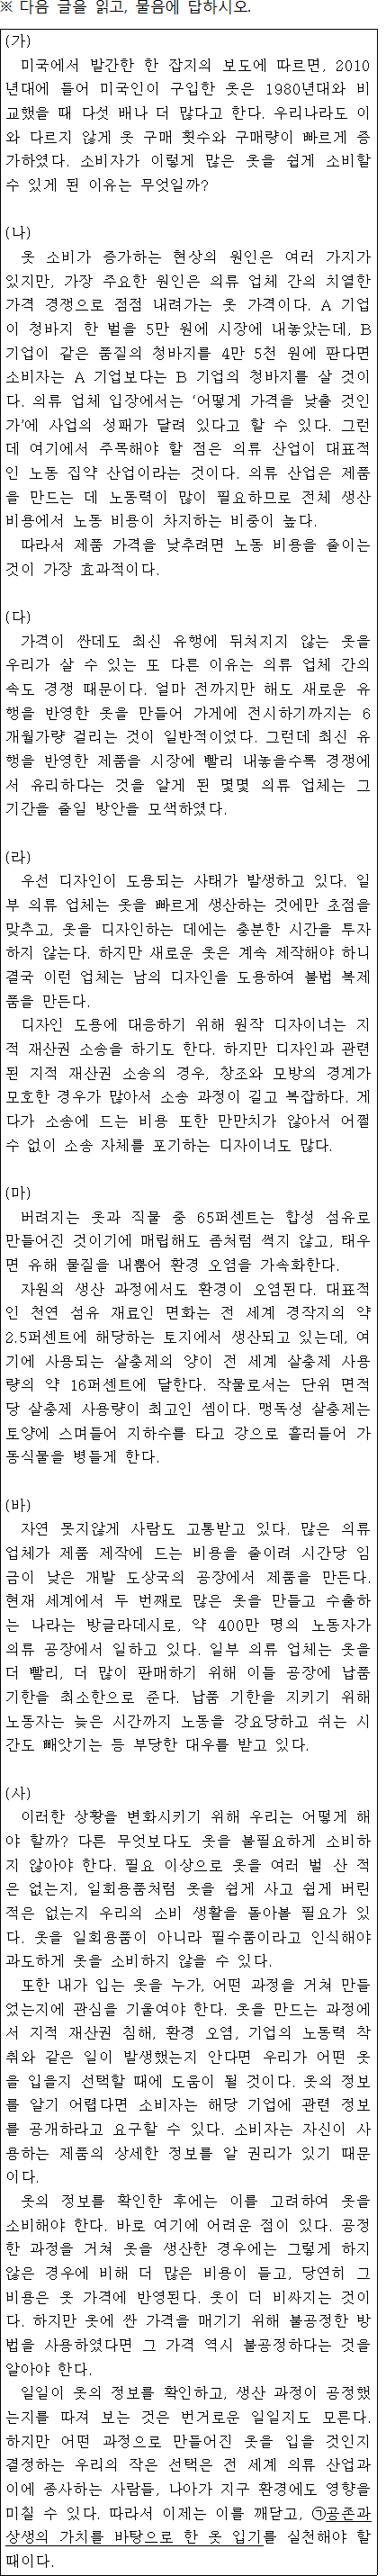 ※ 다음 글을 읽고, 물음에 답하시오.
(가)
미국에서 발간한 한 잡지의 보도에 따르면, 2010
년대에 들어 미국인이 구입한 옷은 1980년대와 비
교했을 때 다섯 배나 더 많다고 한다. 우리나라도 이
와 다르지 않게 옷 구매 횟수와 구매량이 빠르게 증
가하였다. 소비자가 이렇게 많은 옷을 쉽게 소비할
수 있게 된 이유는 무엇일까?
(나)
옷 소비가 증가하는 현상의 원인은 여러 가지가
있지만, 가장 주요한 원인은 의류 업체 간의 치열한
가격 경쟁으로 점점 내려가는 옷 가격이다. A 기업
이 청바지 한 벌을 5만 원에 시장에 내놓았는데, B
기업이 같은 품질의 청바지를 4만 5천 원에 판다면
소비자는 A 기업보다는 B 기업의 청바지를 살 것이
다. 의류 업체 입장에서는 ‘어떻게 가격을 낮출 것인
가’에 사업의 성패가 달려 있다고 할 수 있다. 그런
데 여기에서 주목해야 할 점은 의류 산업이 대표적
인 노동 집약 산업이라는 것이다. 의류 산업은 제품
을 만드는 데 노동력이 많이 필요하므로 전체 생산
비용에서 노동 비용이 차지하는 비중이 높다.
따라서 제품 가격을 낮추려면 노동 비용을 줄이는
것이 가장 효과적이다.
(다)
가격이 싼데도 최신 유행에 뒤처지지 않는 옷을
우리가 살 수 있는 또 다른 이유는 의류 업체 간의
속도 경쟁 때문이다. 얼마 전까지만 해도 새로운 유
행을 반영한 옷을 만들어 가게에 전시하기까지는 6
개월가량 걸리는 것이 일반적이었다. 그런데 최신 유
행을 반영한 제품을 시장에 빨리 내놓을수록 경쟁에
서 유리하다는 것을 알게 된 몇몇 의류 업체는 그
기간을 줄일 방안을 모색하였다.
(라)
우선 디자인이 도용되는 사태가 발생하고 있다. 일
부 의류 업체는 옷을 빠르게 생산하는 것에만 초점을
맞추고, 옷을 디자인하는 데에는 충분한 시간을 투자
하지 않는다. 하지만 새로운 옷은 계속 제작해야 하니
결국 이런 업체는 남의 디자인을 도용하여 불법 복제
품을 만든다.
디자인 도용에 대응하기 위해 원작 디자이너는 지
적 재산권 소송을 하기도 한다. 하지만 디자인과 관련
된 지적 재산권 소송의 경우, 창조와 모방의 경계가
모호한 경우가 많아서 소송 과정이 길고 복잡하다. 게
다가 소송에 드는 비용 또한 만만치가 않아서 어쩔
수 없이 소송 자체를 포기하는 디자이너도 많다.
(마)
버려지는 옷과 직물 중 65퍼센트는 합성 섬유로
만들어진 것이기에 매립해도 좀처럼 썩지 않고, 태우
면 유해 물질을 내뿜어 환경 오염을 가속화한다.
자원의 생산 과정에서도 환경이 오염된다. 대표적
인 천연 섬유 재료인 면화는 전 세계 경작지의 약
2.5퍼센트에 해당하는 토지에서 생산되고 있는데, 여
기에 사용되는 살충제의 양이 전 세계 살충제 사용
량의 약 16퍼센트에 달한다. 작물로서는 단위 면적
당 살충제 사용량이 최고인 셈이다. 맹독성 살충제는
토양에 스며들어 지하수를 타고 강으로 흘러들어 가
동식물을 병들게 한다.
(바)
자연 못지않게 사람도 고통받고 있다. 많은 의류
업체가 제품 제작에 드는 비용을 줄이려 시간당 임
금이 낮은 개발 도상국의 공장에서 제품을 만든다.
현재 세계에서 두 번째로 많은 옷을 만들고 수출하
는 나라는 방글라데시로, 약 400만 명의 노동자가
의류 공장에서 일하고 있다. 일부 의류 업체는 옷을
더 빨리, 더 많이 판매하기 위해 이들 공장에 납품
기한을 최소한으로 준다. 납품 기한을 지키기 위해
노동자는 늦은 시간까지 노동을 강요당하고 쉬는 시
간도 빼앗기는 등 부당한 대우를 받고 있다.
(사)
이러한 상황을 변화시키기 위해 우리는 어떻게 해
야 할까? 다른 무엇보다도 옷을 불필요하게 소비하
지 않아야 한다. 필요 이상으로 옷을 여러 벌 산 적
은 없는지, 일회용품처럼 옷을 쉽게 사고 쉽게 버린
적은 없는지 우리의 소비 생활을 돌아볼 필요가 있
다. 옷을 일회용품이 아니라 필수품이라고 인식해야
과도하게 옷을 소비하지 않을 수 있다.
또한 내가 입는 옷을 누가, 어떤 과정을 거쳐 만들
었는지에 관심을 기울여야 한다. 옷을 만드는 과정에
서 지적 재산권 침해, 환경 오염, 기업의 노동력 착
취와 같은 일이 발생했는지 안다면 우리가 어떤 옷
을 입을지 선택할 때에 도움이 될 것이다. 옷의 정보
를 알기 어렵다면 소비자는 해당 기업에 관련 정보
를 공개하라고 요구할 수 있다. 소비자는 자신이 사
용하는 제품의 상세한 정보를 알 권리가 있기 때문
이다.
옷의 정보를 확인한 후에는 이를 고려하여 옷을
소비해야 한다. 바로 여기에 어려운 점이 있다. 공정
한 과정을 거쳐 옷을 생산한 경우에는 그렇게 하지
않은 경우에 비해 더 많은 비용이 들고, 당연히 그
비용은 옷 가격에 반영된다. 옷이 더 비싸지는 것이
다. 하지만 옷에 싼 가격을 매기기 위해 불공정한 방
법을 사용하였다면 그 가격 역시 불공정하다는 것을
알아야 한다.
일일이 옷의 정보를 확인하고, 생산 과정이 공정했
는지를 따져 보는 것은 번거로운 일일지도 모른다.
하지만 어떤 과정으로 만들어진 옷을 입을 것인지
결정하는 우리의 작은 선택은 전 세계 의류 산업과
이에 종사하는 사람들, 나아가 지구 환경에도 영향을
미칠 수 있다. 따라서 이제는 이를 깨닫고, ㉠공존과
상생의 가치를 바탕으로 한 옷 입기를 실천해야 할
때이다.